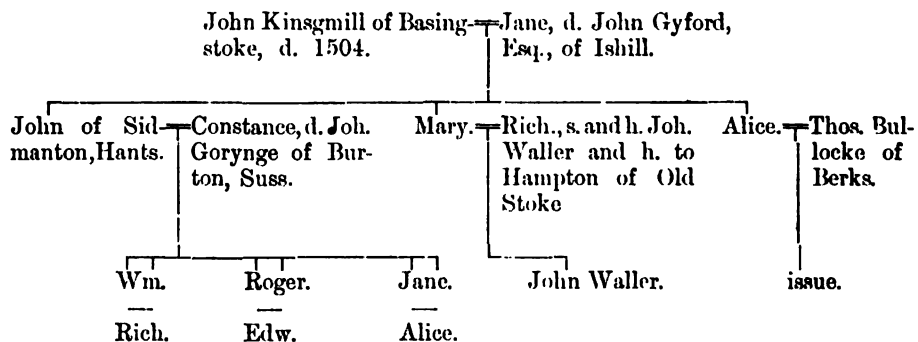 John Kinsgmill of Basing-
stoke, d. 1504.
Jane, d. John Gyford,
Esq., of Ishill.
John of Sid-
manton, Hants.
Constance, d. Joh.
Gorynge of Bur-
ton, Suss.
Mary.
Rich., s. and h. Joh.
Waller and h. to
Hampton of Old
Stoke
Alice.
Thos. Bul-
locke of
Berks.
Wm.
Roger.
Jane.
John Waller.
issue.
Rich.
Edw.
Alice.